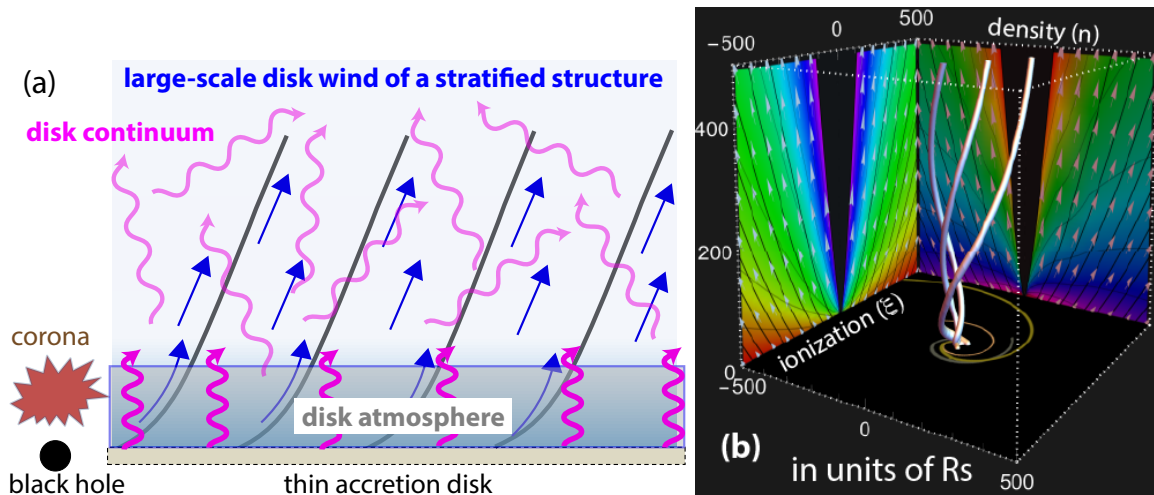 (a)
large-scale disk wind of a stratified structure
disk continuum
corona
disk atmosphere
black hole
thin accretion disk
-500
0
500
density (n)
400
200
0
ionization (ξ)
-500
0
500
(b)
in units of Rs